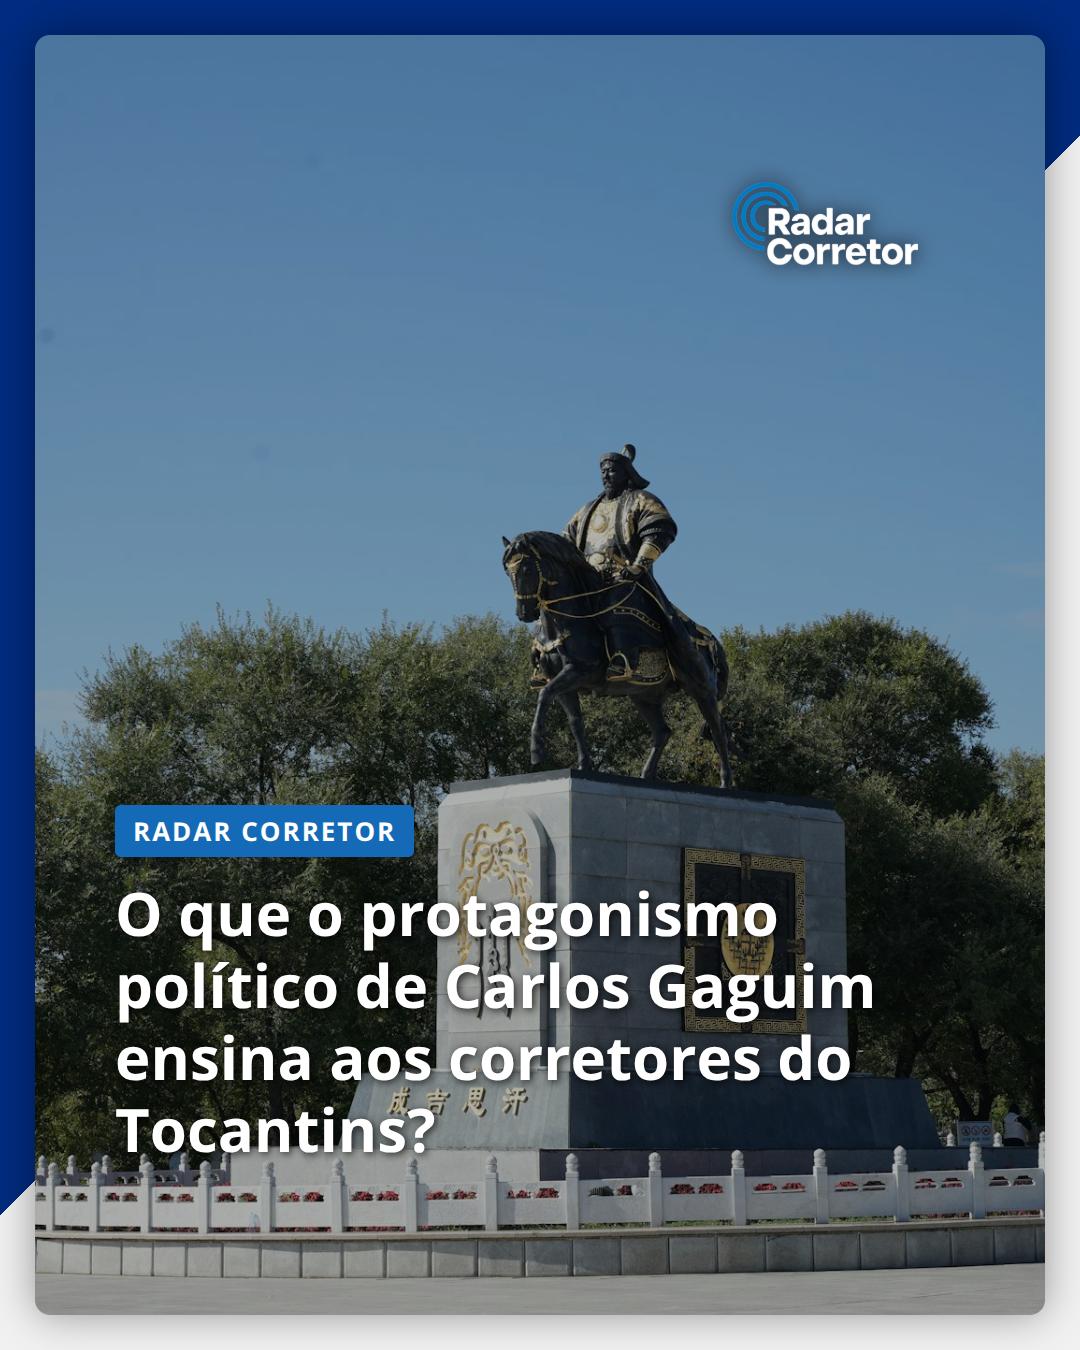 Radar
Corretor
RADAR CORRETOR
O que o protagonismo
político de Carlos Gaguim
ensina aos corretores do
Tocantins?
成吉思汗